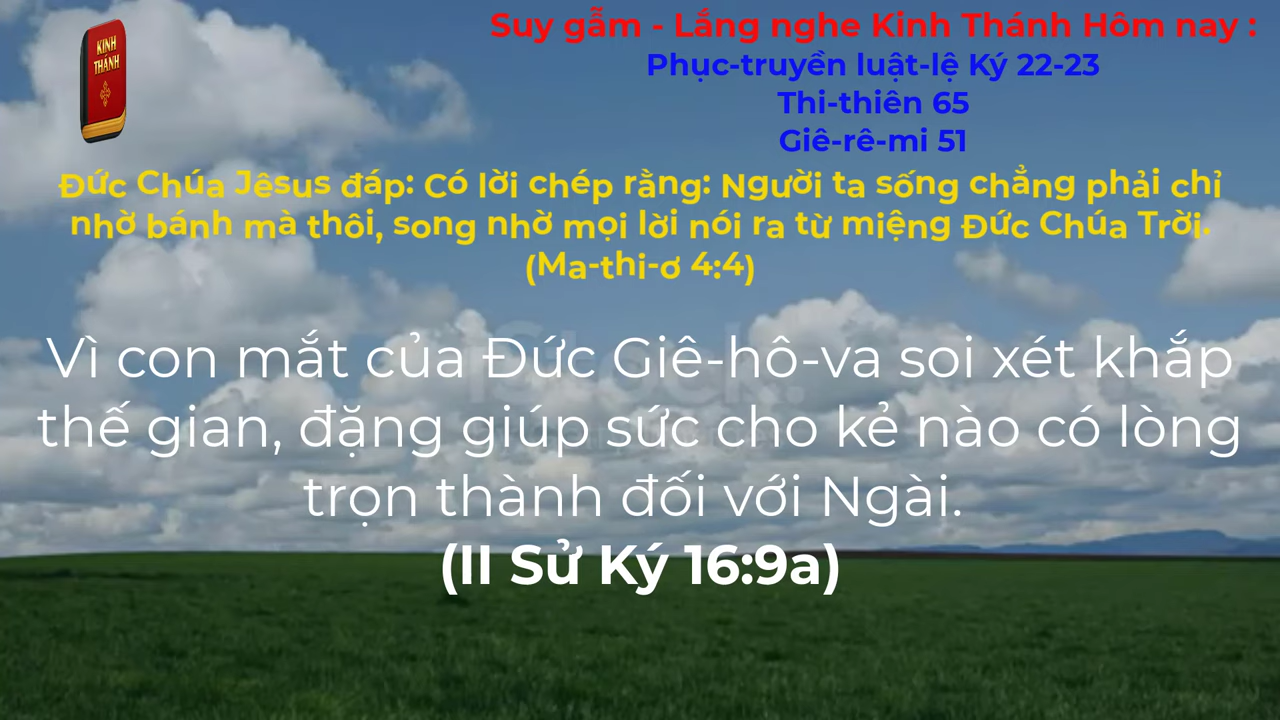 KINH
THÁNH
Suy gẫm - Lắng nghe Kinh Thánh Hôm nay :
Phục-truyền luật-lệ Ký 22-23
Thi-thiên 65
Giê-rê-mi 51
Đức Chúa Jêsus đáp: Có lời chép rằng: Người ta sống chẳng phải chỉ
nhờ bánh mà thôi, song nhờ mọi lời nói ra từ miệng Đức Chúa Trời.
(Ma-thi-ơ 4:4)
iStock.
Vì con mắt của Đức Giê-hô-va soi xét khắp
thế gian, đặng giúp sức cho kẻ nào có lòng
trọn thành đối với Ngài.
(II Sử Ký 16:9a)